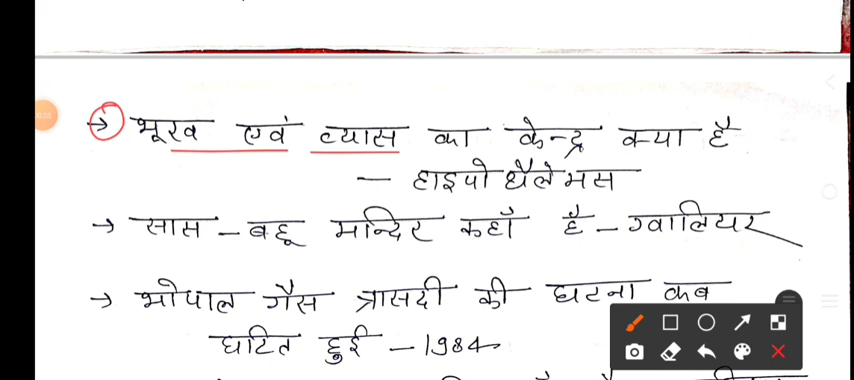 → भूख एवं व्यास का केन्द्र क्या है
— हाइपोथैलेमस
→ सास - बहू मन्दिर कहाँ है - ग्वालियर
→ भोपाल गैस त्रासदी की घटना कब
घटित हुई - 1984